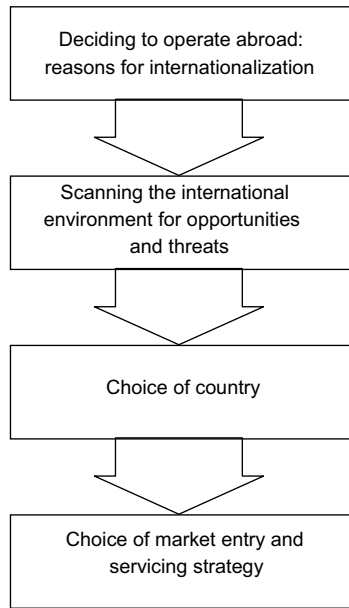 Deciding to operate abroad:
reasons for internationalization
Scanning the international
environment for opportunities
and threats
Choice of country
Choice of market entry and
servicing strategy